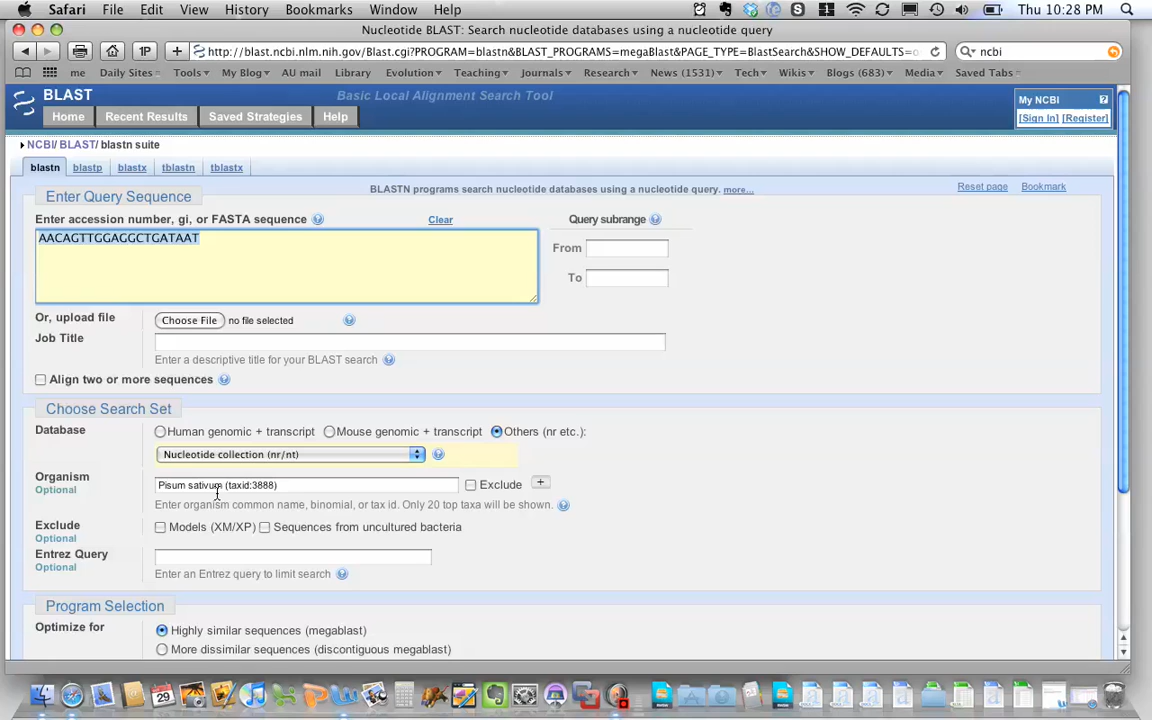 Safari File Edit View History Bookmarks Window Help Thu 10:28 PM
Nucleotide BLAST: Search nucleotide databases using a nucleotide query
1P + http://blast.ncbi.nlm.nih.gov/Blast.cgi?PROGRAM=blastn&BLAST_PROGRAMS=megaBlast&PAGE_TYPE=BlastSearch&SHOW_DEFAULTS= ncbi
me Daily Sites Tools My Blog AU mail Library Evolution Teaching Journals Research News (1531) Tech Wikis Blogs (683) Media Saved Tabs
BLAST Basic Local Alignment Search Tool
Home Recent Results Saved Strategies Help
My NCBI ?
[Sign In] [Register]
NCBI/ BLAST/ blastn suite
blastn blastp blastx tblastn tblastx
Enter Query Sequence
BLASTN programs search nucleotide databases using a nucleotide query. more...
Reset page Bookmark
Enter accession number, gi, or FASTA sequence ? Clear Query subrange ?
AACAGTTGGAGGCTGATAAT
From
To
Or, upload file Choose File no file selected ?
Job Title
Enter a descriptive title for your BLAST search ?
Align two or more sequences ?
Choose Search Set
Database Human genomic + transcript Mouse genomic + transcript Others (nr etc.):
Nucleotide collection (nr/nt) ?
Organism
Optional
Pisum sativum (taxid:3888) Exclude +
Enter organism common name, binomial, or tax id. Only 20 top taxa will be shown. ?
Exclude
Optional
Models (XM/XP) Sequences from uncultured bacteria
Entrez Query
Optional
Enter an Entrez query to limit search ?
Program Selection
Optimize for Highly similar sequences (megablast)
More dissimilar sequences (discontiguous megablast)